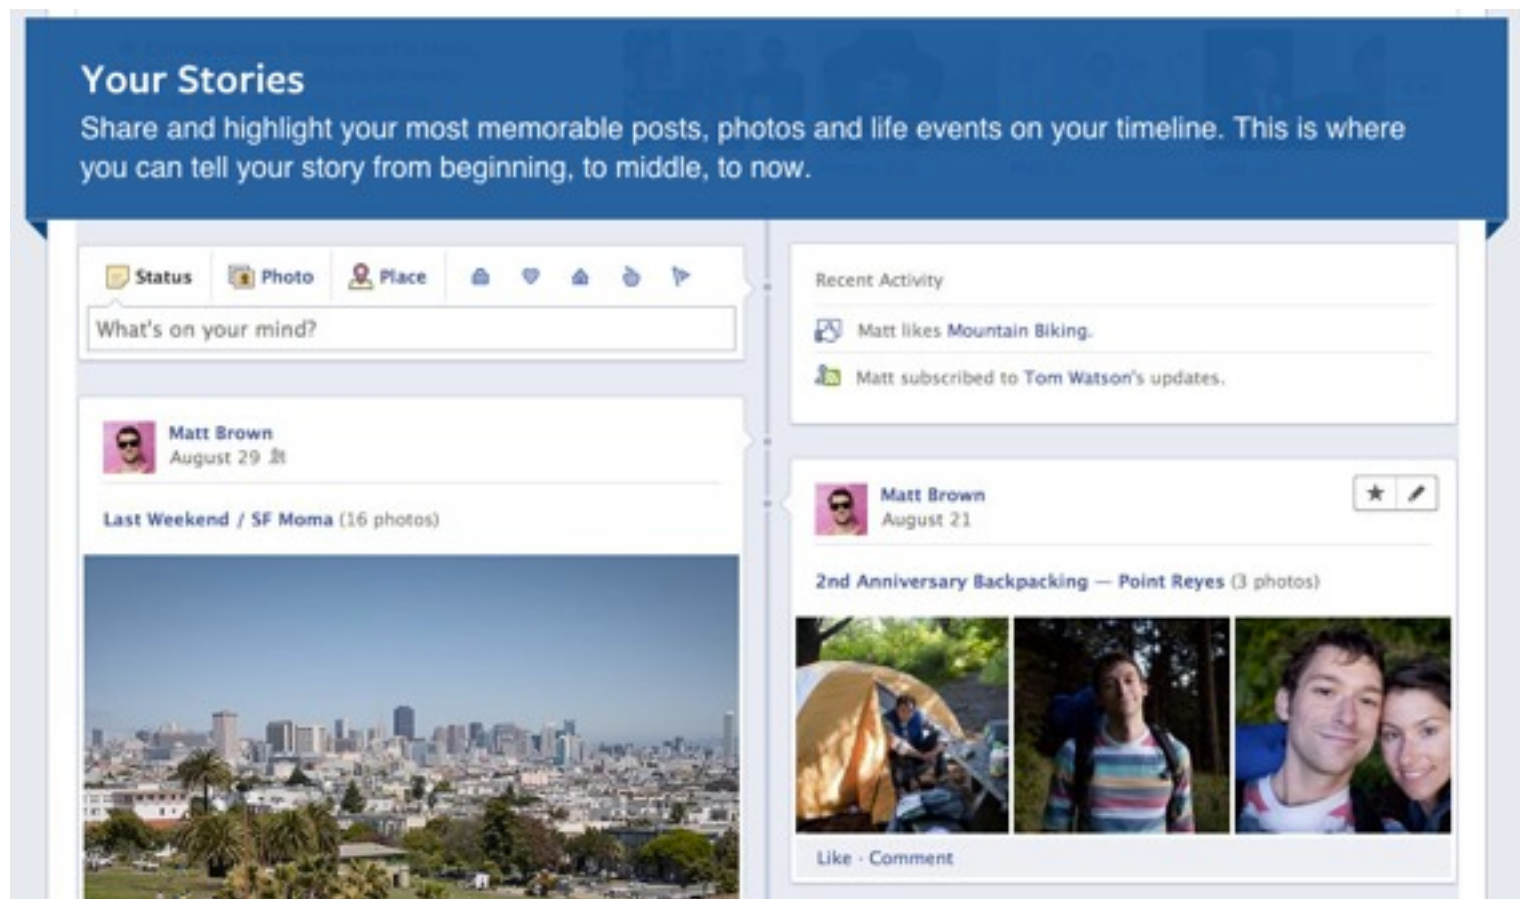 Your Stories
Share and highlight your most memorable posts, photos and life events on your timeline. This is where
you can tell your story from beginning, to middle, to now.
Status Photo Place
What's on your mind?
Matt Brown
August 29
Last Weekend / SF Moma (16 photos)
Recent Activity
Matt likes Mountain Biking.
Matt subscribed to Tom Watson's updates.
Matt Brown
August 21
2nd Anniversary Backpacking — Point Reyes (3 photos)
Like · Comment